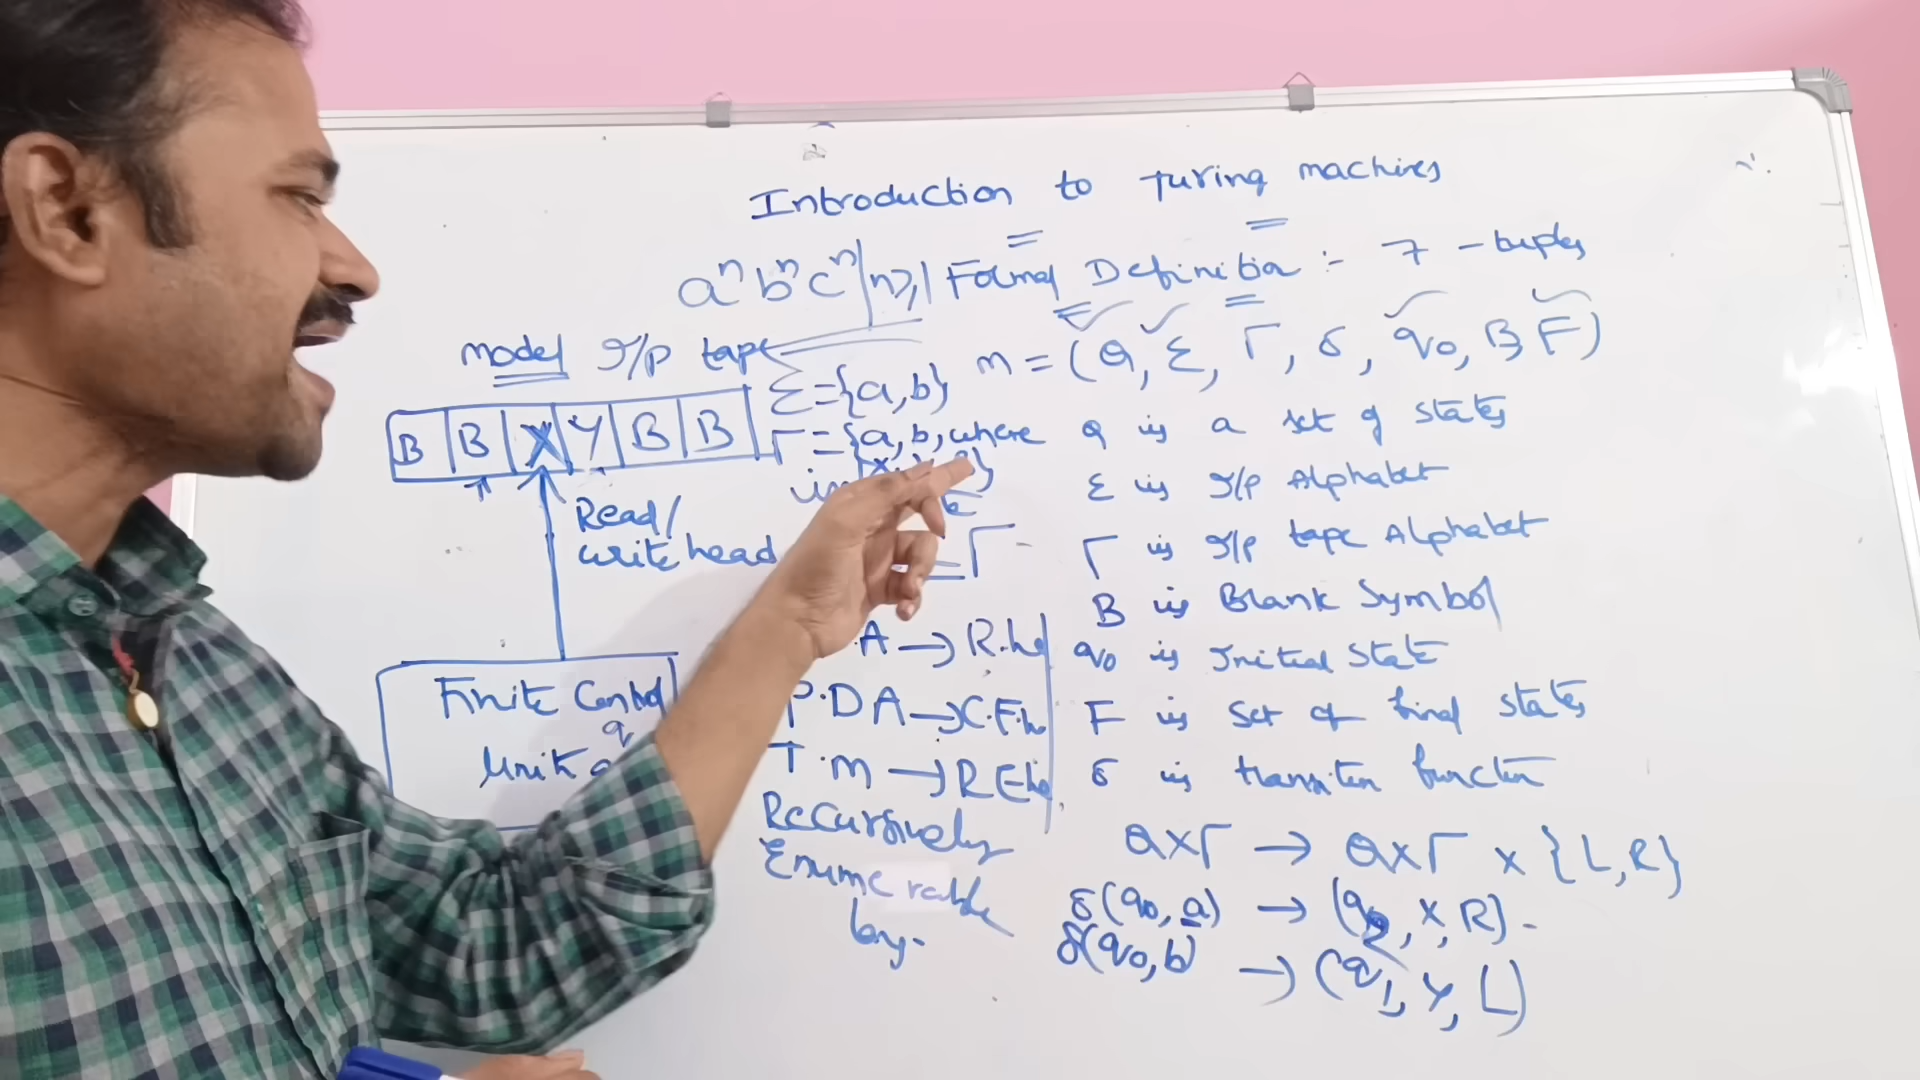 Introduction to Turing machines
aⁿbⁿcⁿ|n≥1
Formal Definition :- 7 - tuples
m = (Q, Σ, Γ, δ, q₀, B, F)
model I/p tape
Σ={a,b}
B B X Y B B
Γ={a,b,
Read/
write head
where Q is a set of states
Σ is I/p Alphabet
Γ is I/p tape Alphabet
B is Blank Symbol
q₀ is Initial State
F is Set of final states
δ is transition function
Q×Γ → Q×Γ × {L,R}
δ(q₀,a) → (q₂,X,R).
δ(q₀,b) → (q₁,Y,L)
Finite Control
q
Unit
.A → R.L
P.D.A → C.F.L
T.m → R.E.L
Recursively
Enumerable
lang.